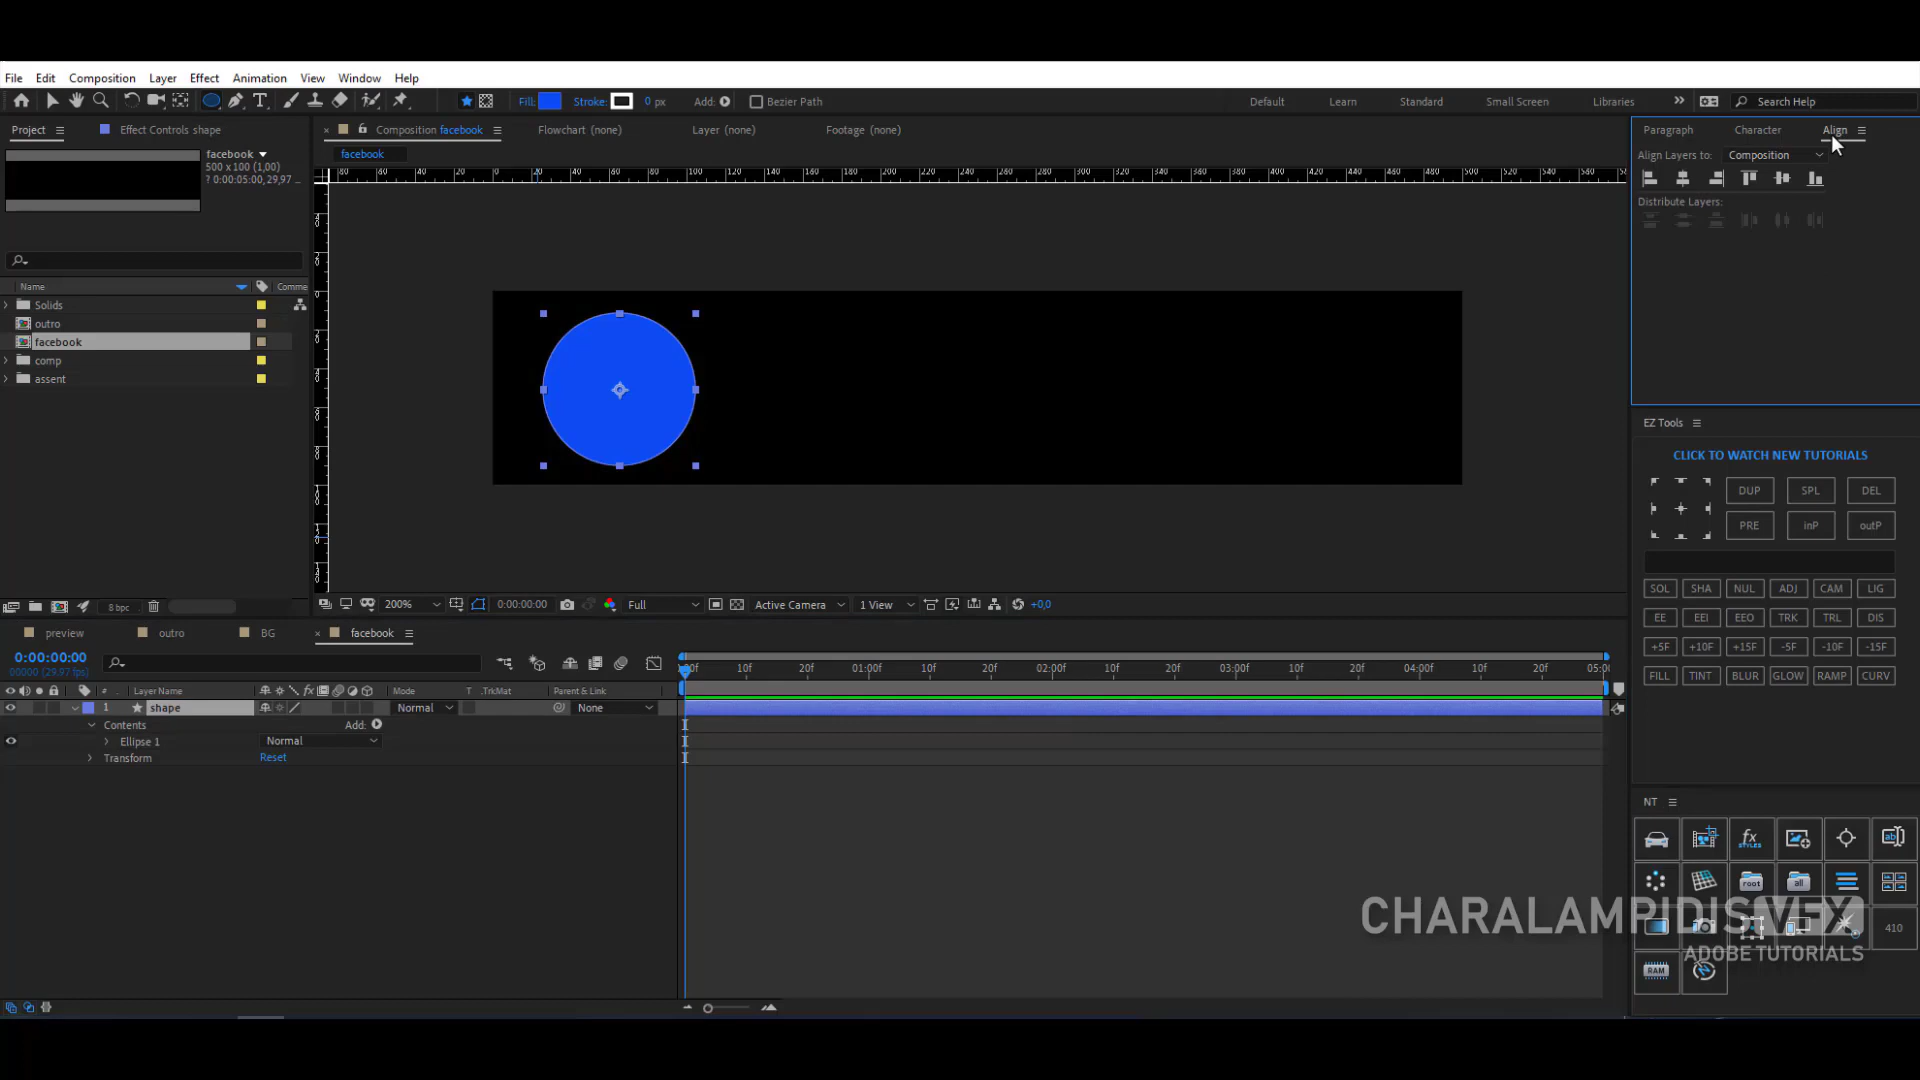 File Edit Composition Layer Effect Animation View Window Help
Fill: Stroke: 0 px Add: Bezier Path Default Learn Standard Small Screen Libraries Search Help
Project Effect Controls shape Composition facebook Flowchart (none) Layer (none) Footage (none) Paragraph Character Align
facebook
facebook
500 x 100 (1,00)
? 0:00:05:00, 29,97 ...
Align Layers to: Composition
Distribute Layers:
Name Comme
Solids
outro
facebook
comp
assent
EZ Tools
CLICK TO WATCH NEW TUTORIALS
DUP SPL DEL
PRE inP outP
SOL SHA NUL ADJ CAM LIG
EE EEI EEO TRK TRL DIS
+5F +10F +15F -5F -10F -15F
FILL TINT BLUR GLOW RAMP CURV
8 bpc 200% 0:00:00:00 Full Active Camera 1 View +0,0
preview outro BG facebook
0:00:00:00
00000 (29.97 fps)
10f 20f 01:00f 10f 20f 02:00f 10f 20f 03:00f 10f 20f 04:00f 10f 20f 05:00
# Layer Name Mode T .TrkMat Parent & Link
1 shape Normal None
Contents Add:
Ellipse 1 Normal
Transform Reset
NT
fx STYLES
root all
410
RAM
CHARALAMPIDISVFX
ADOBE TUTORIALS